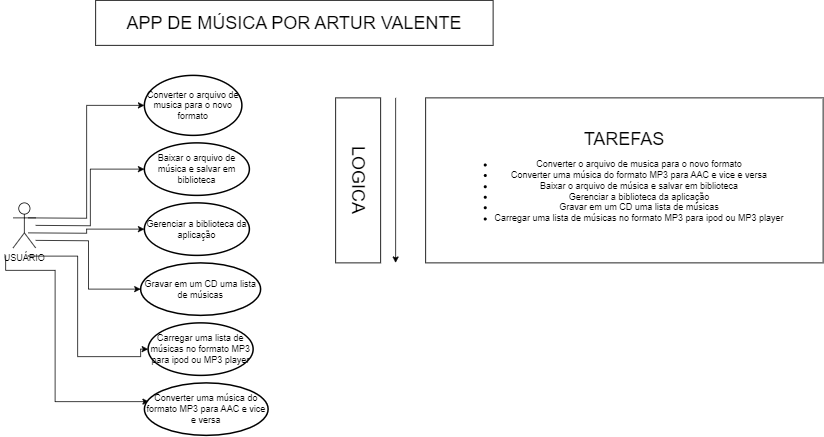 APP DE MÚSICA POR ARTUR VALENTE
Converter o arquivo de
musica para o novo
formato
Baixar o arquivo de
música e salvar em
biblioteca
Gerenciar a biblioteca da
aplicação
Gravar em um CD uma lista
de músicas
Carregar uma lista de
músicas no formato MP3
para ipod ou MP3 player
Converter uma música do
formato MP3 para AAC e vice
e versa
USUÁRIO
LOGICA
TAREFAS
Converter o arquivo de musica para o novo formato
Converter uma música do formato MP3 para AAC e vice e versa
Baixar o arquivo de música e salvar em biblioteca
Gerenciar a biblioteca da aplicação
Gravar em um CD uma lista de músicas
Carregar uma lista de músicas no formato MP3 para ipod ou MP3 player